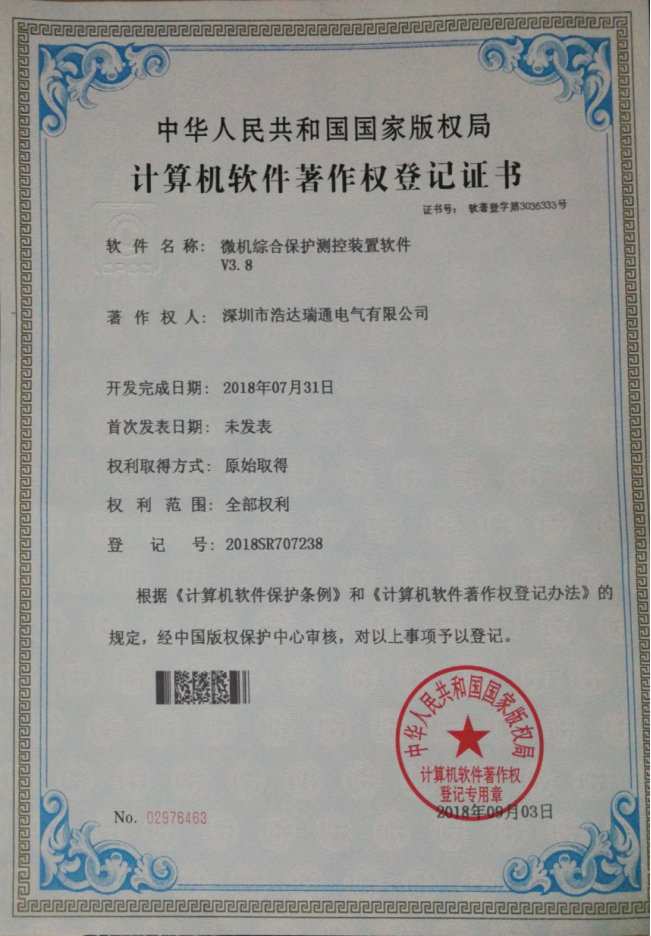 中华人民共和国国家版权局
计算机软件著作权登记证书
证书号： 软著登字第3036333号
软件名称： 微机综合保护测控装置软件
V3.8
著作权人： 深圳市浩达瑞通电气有限公司
开发完成日期： 2018年07月31日
首次发表日期： 未发表
权利取得方式： 原始取得
权利范围： 全部权利
登记号： 2018SR707238
根据《计算机软件保护条例》和《计算机软件著作权登记办法》的
规定，经中国版权保护中心审核，对以上事项予以登记。
中华人民共和国国家版权局
计算机软件著作权
登记专用章
No. 02976463
2018年09月03日